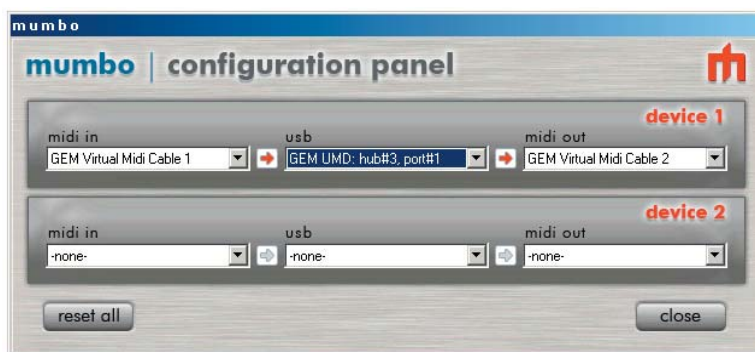 mumbo
mumbo | configuration panel
device 1
midi in usb midi out
GEM Virtual Midi Cable 1 GEM UMD: hub#3, port#1 GEM Virtual Midi Cable 2
device 2
midi in usb midi out
-none- -none- -none-
reset all close